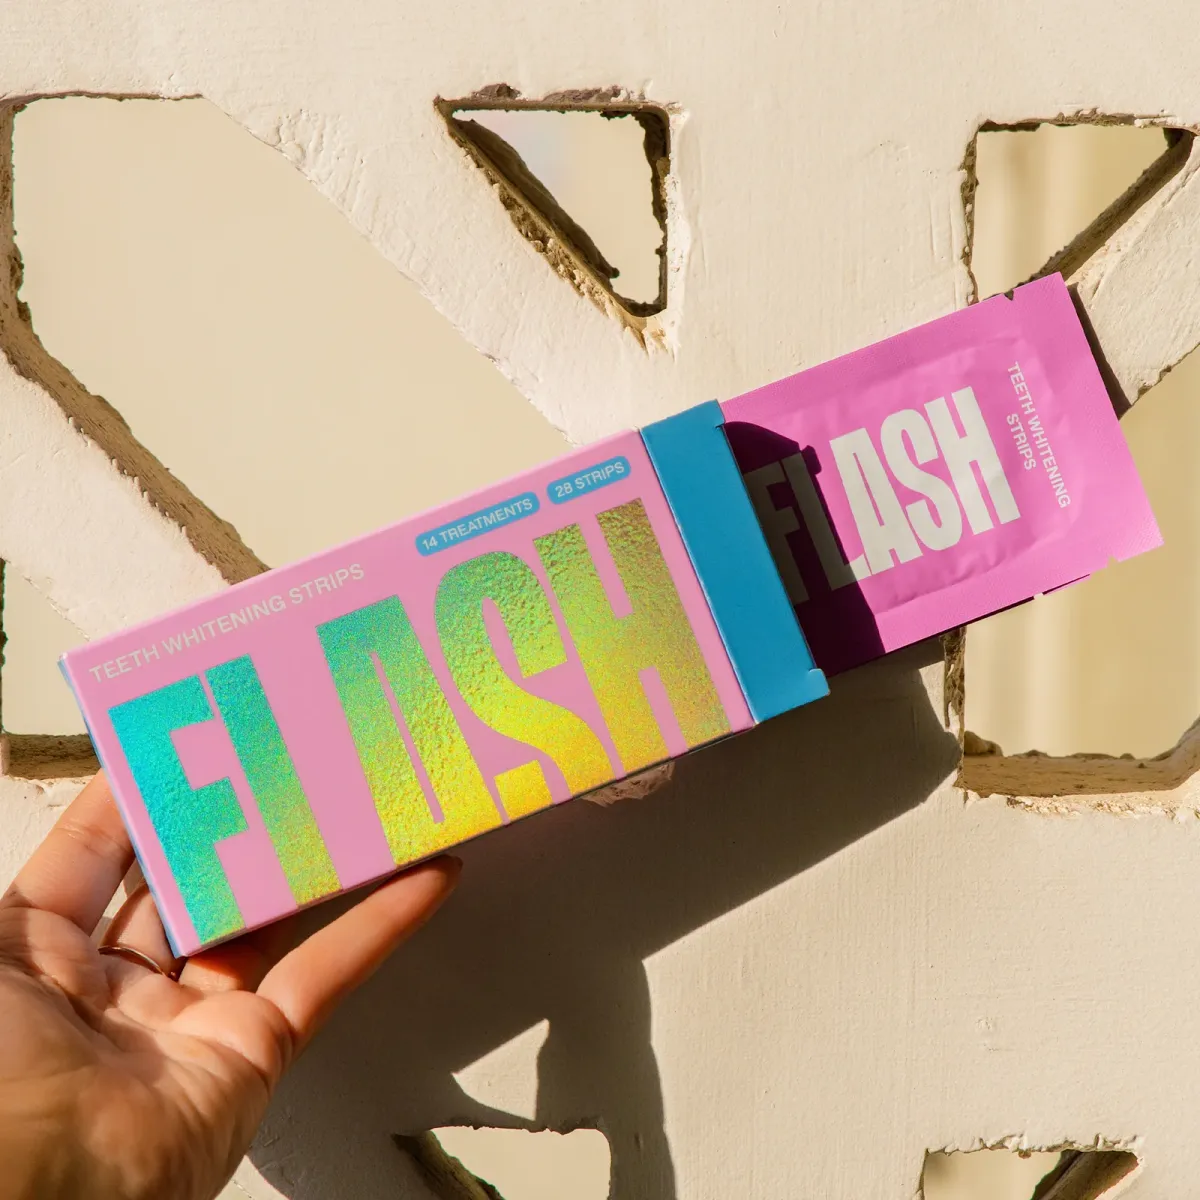 TEETH WHITENING STRIPS
14 TREATMENTS
28 STRIPS
FLASH
FLASH
TEETH WHITENING
STRIPS